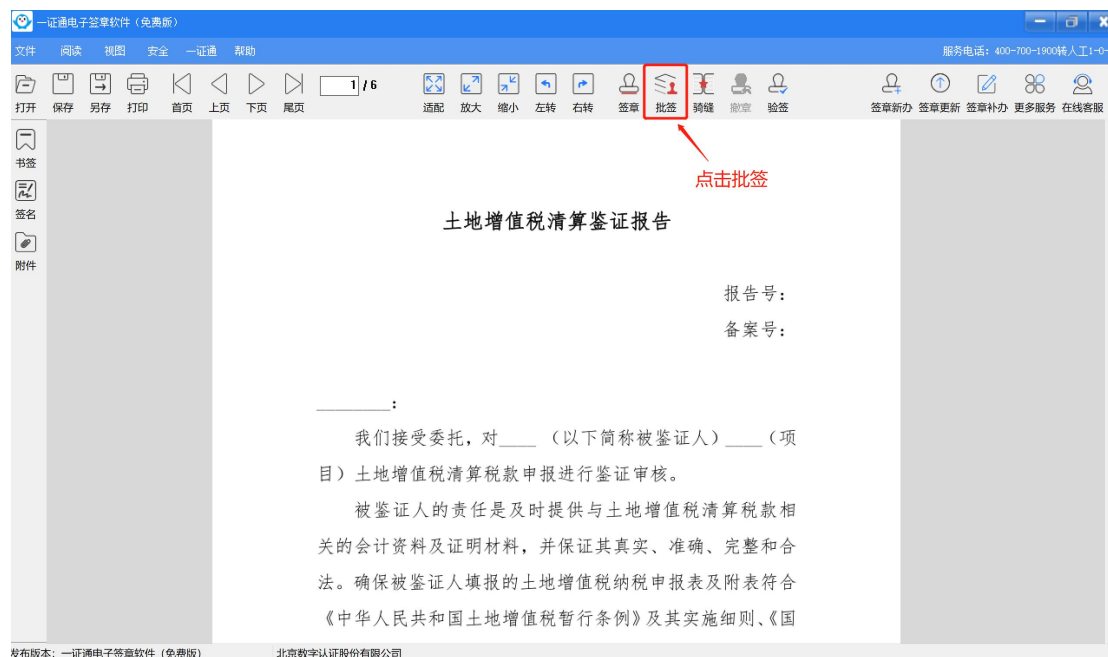 一证通电子签章软件（免费版）
文件 阅读 视图 安全 一证通 帮助 服务电话：400-700-1900转人工1-0-
1 / 6
打开 保存 另存 打印 首页 上页 下页 尾页 适配 放大 缩小 左转 右转 签章 批签 骑缝 撤章 验签 签章新办 签章更新 签章补办 更多服务 在线客服
书签
签名
附件
点击批签
土地增值税清算鉴证报告
报告号：
备案号：
________：
我们接受委托，对____（以下简称被鉴证人）____（项
目）土地增值税清算税款申报进行鉴证审核。
被鉴证人的责任是及时提供与土地增值税清算税款相
关的会计资料及证明材料，并保证其真实、准确、完整和合
法。确保被鉴证人填报的土地增值税纳税申报表及附表符合
《中华人民共和国土地增值税暂行条例》及其实施细则、《国
发布版本：一证通电子签章软件（免费版） 北京数字认证股份有限公司